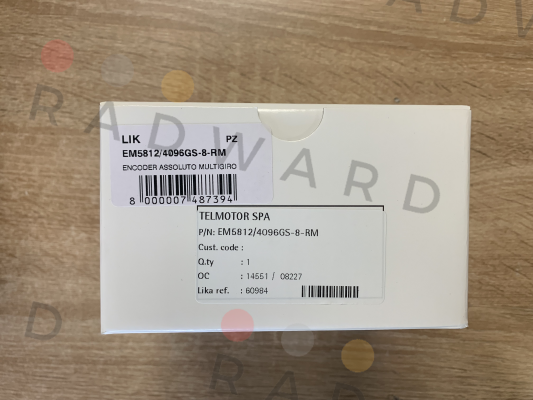 RADWARD
LIK PZ
EM5812/4096GS-8-RM
ENCODER ASSOLUTO MULTIGIRO
8 000007 487394
TELMOTOR SPA
P/N: EM5812/4096GS-8-RM
Cust. code :
Q.ty : 1
OC : 14551 / 08227
Lika ref. : 60984
RADWARD